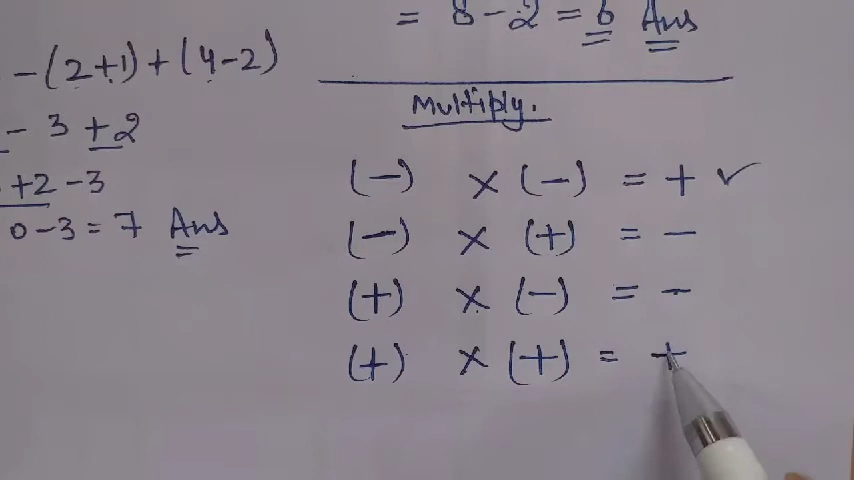 - (2+1) + (4-2)
- 3 +2
+2 -3
0-3 = 7 Ans
= 8 - 2 = 6 Ans
Multiply.
(-) × (-) = + ✓
(-) × (+) = -
(+) × (-) = -
(+) × (+) = +